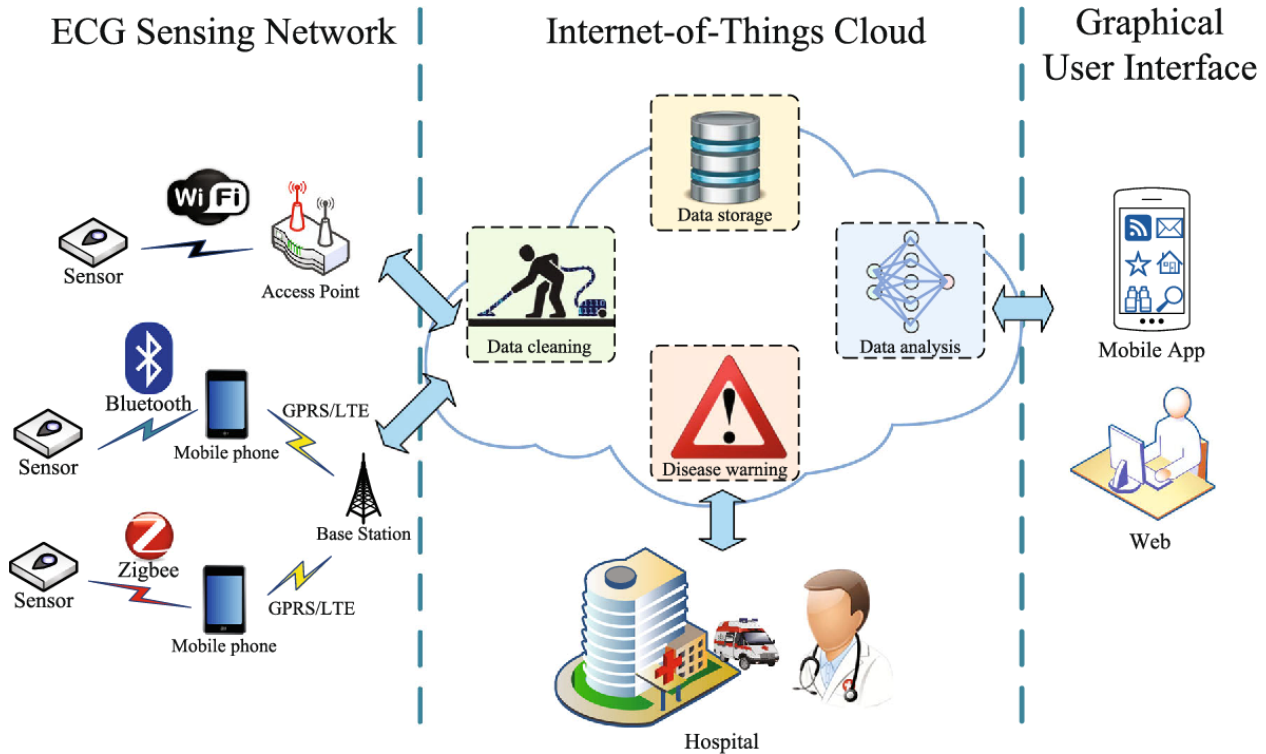 ECG Sensing Network
Internet-of-Things Cloud
Graphical
User Interface
WiFi
Sensor
Access Point
Bluetooth
GPRS/LTE
Sensor
Mobile phone
Base Station
Z
Zigbee
Sensor
GPRS/LTE
Mobile phone
Data storage
Data cleaning
Data analysis
!
Disease warning
Hospital
Mobile App
Web